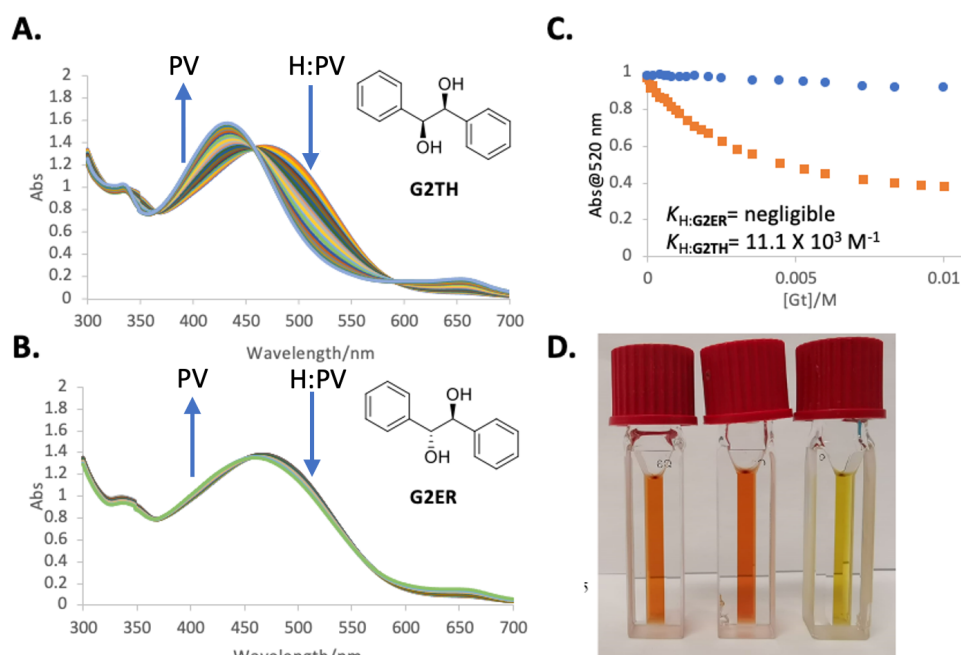 A.
PV
H:PV
2
1.8
1.6
1.4
1.2
1
0.8
0.6
0.4
0.2
0
Abs
300 350 400 450 500 550 600 650 700
Wavelength/nm
OH
OH
G2TH
B.
PV
H:PV
2
1.8
1.6
1.4
1.2
1
0.8
0.6
0.4
0.2
0
Abs
300 350 400 450 500 550 600 650 700
Wavelength/nm
OH
OH
G2ER
C.
1
0.8
0.6
0.4
0.2
0
Abs@520 nm
K H:G2ER= negligible
K H:G2TH= 11.1 X 10³ M⁻¹
0 0.005 0.01
[Gt]/M
D.
5